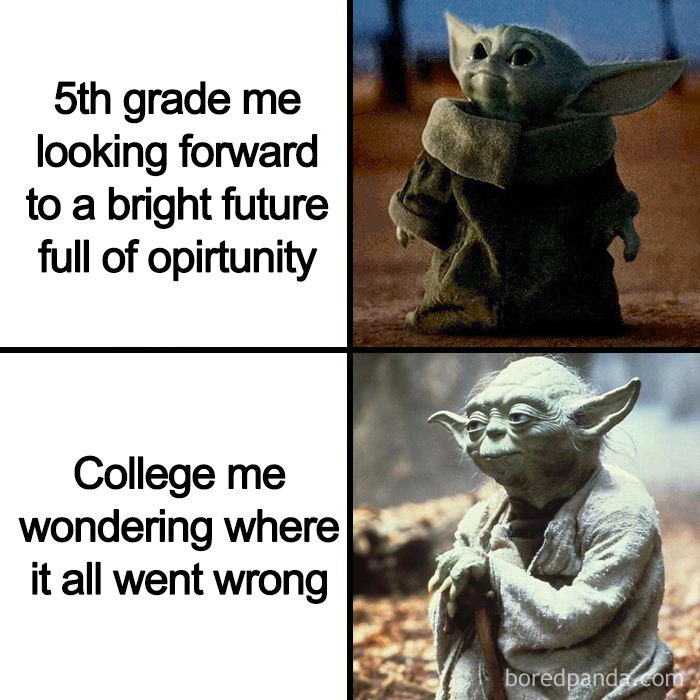 5th grade me
looking forward
to a bright future
full of opirtunity
College me
wondering where
it all went wrong
boredpanda.com